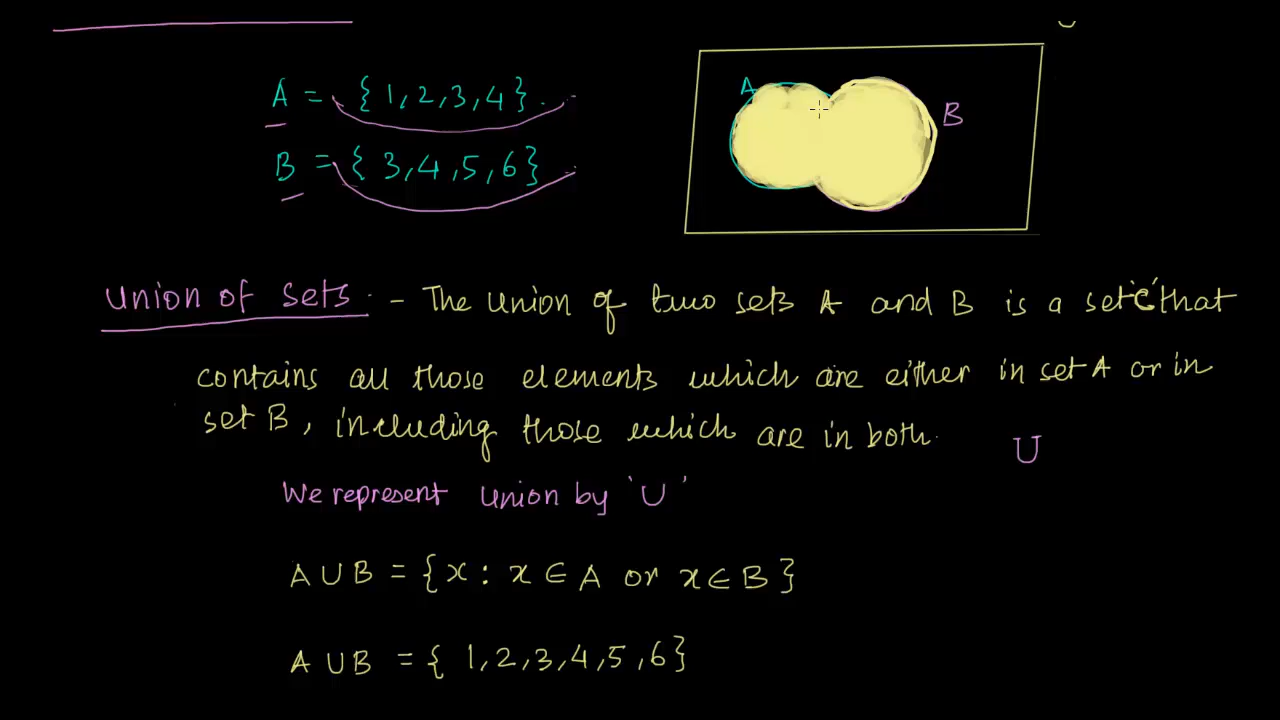 A = { 1, 2, 3, 4 }.
B = { 3, 4, 5, 6 }
A
B
Union of sets. - The union of two sets A and B is a set 'C' that
contains all those elements which are either in set A or in
set B, including those which are in both.
U
We represent union by 'U'
A ∪ B = { x : x ∈ A or x ∈ B }
A ∪ B = { 1, 2, 3, 4, 5, 6 }